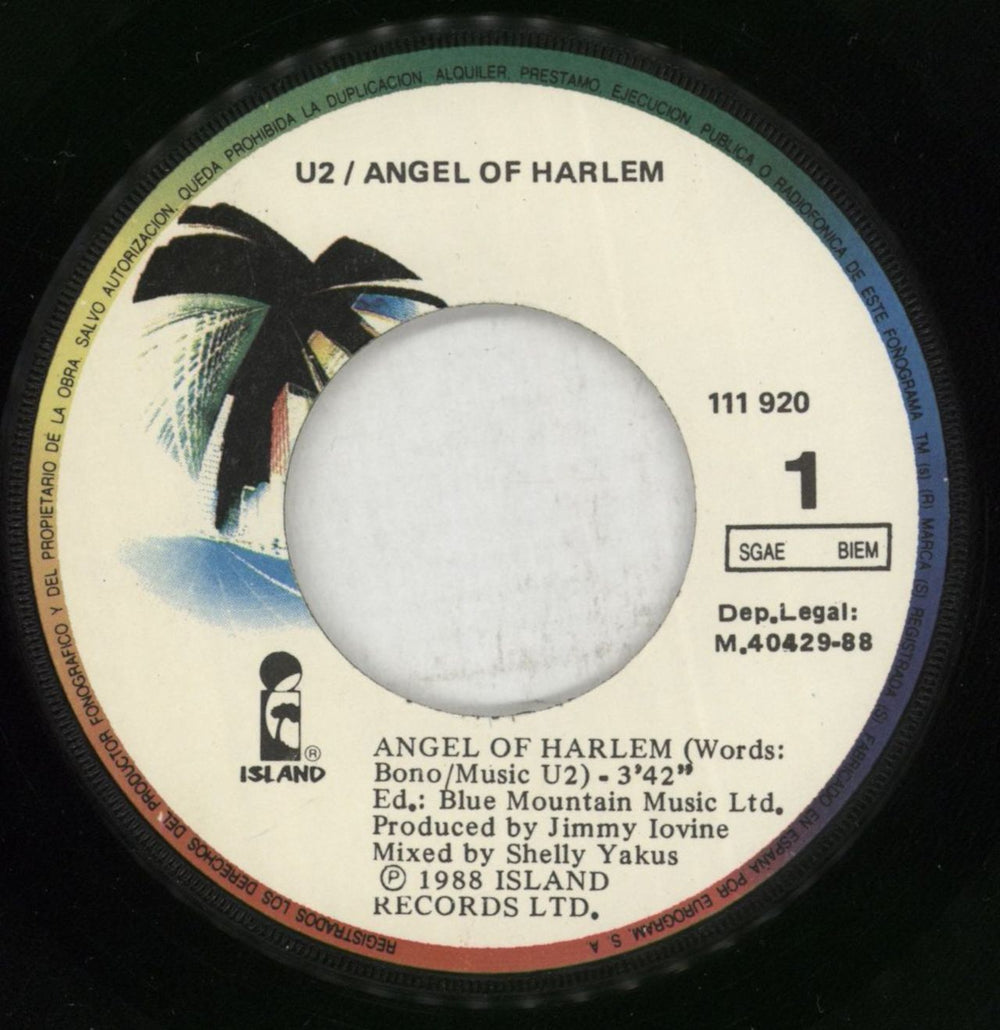 U2 / ANGEL OF HARLEM
111 920
1
SGAE BIEM
Dep.Legal:
M.40429-88
® 
ISLAND
ANGEL OF HARLEM (Words:
Bono/Music U2) - 3'42"
Ed.: Blue Mountain Music Ltd.
Produced by Jimmy Iovine
Mixed by Shelly Yakus
Ⓟ 1988 ISLAND
RECORDS LTD.
REGISTRADOS LOS DERECHOS DEL PRODUCTOR FONOGRAFICO Y DEL PROPIETARIO DE LA OBRA. SALVO AUTORIZACION, QUEDA PROHIBIDA LA DUPLICACION, ALQUILER, PRESTAMO, EJECUCION PUBLICA O RADIOFONICA DE ESTE FONOGRAMA TM (s) (R) MARCA (S) REGISTRADA (S) FABRICADO EN ESPAÑA POR EUROGRAM, S. A.